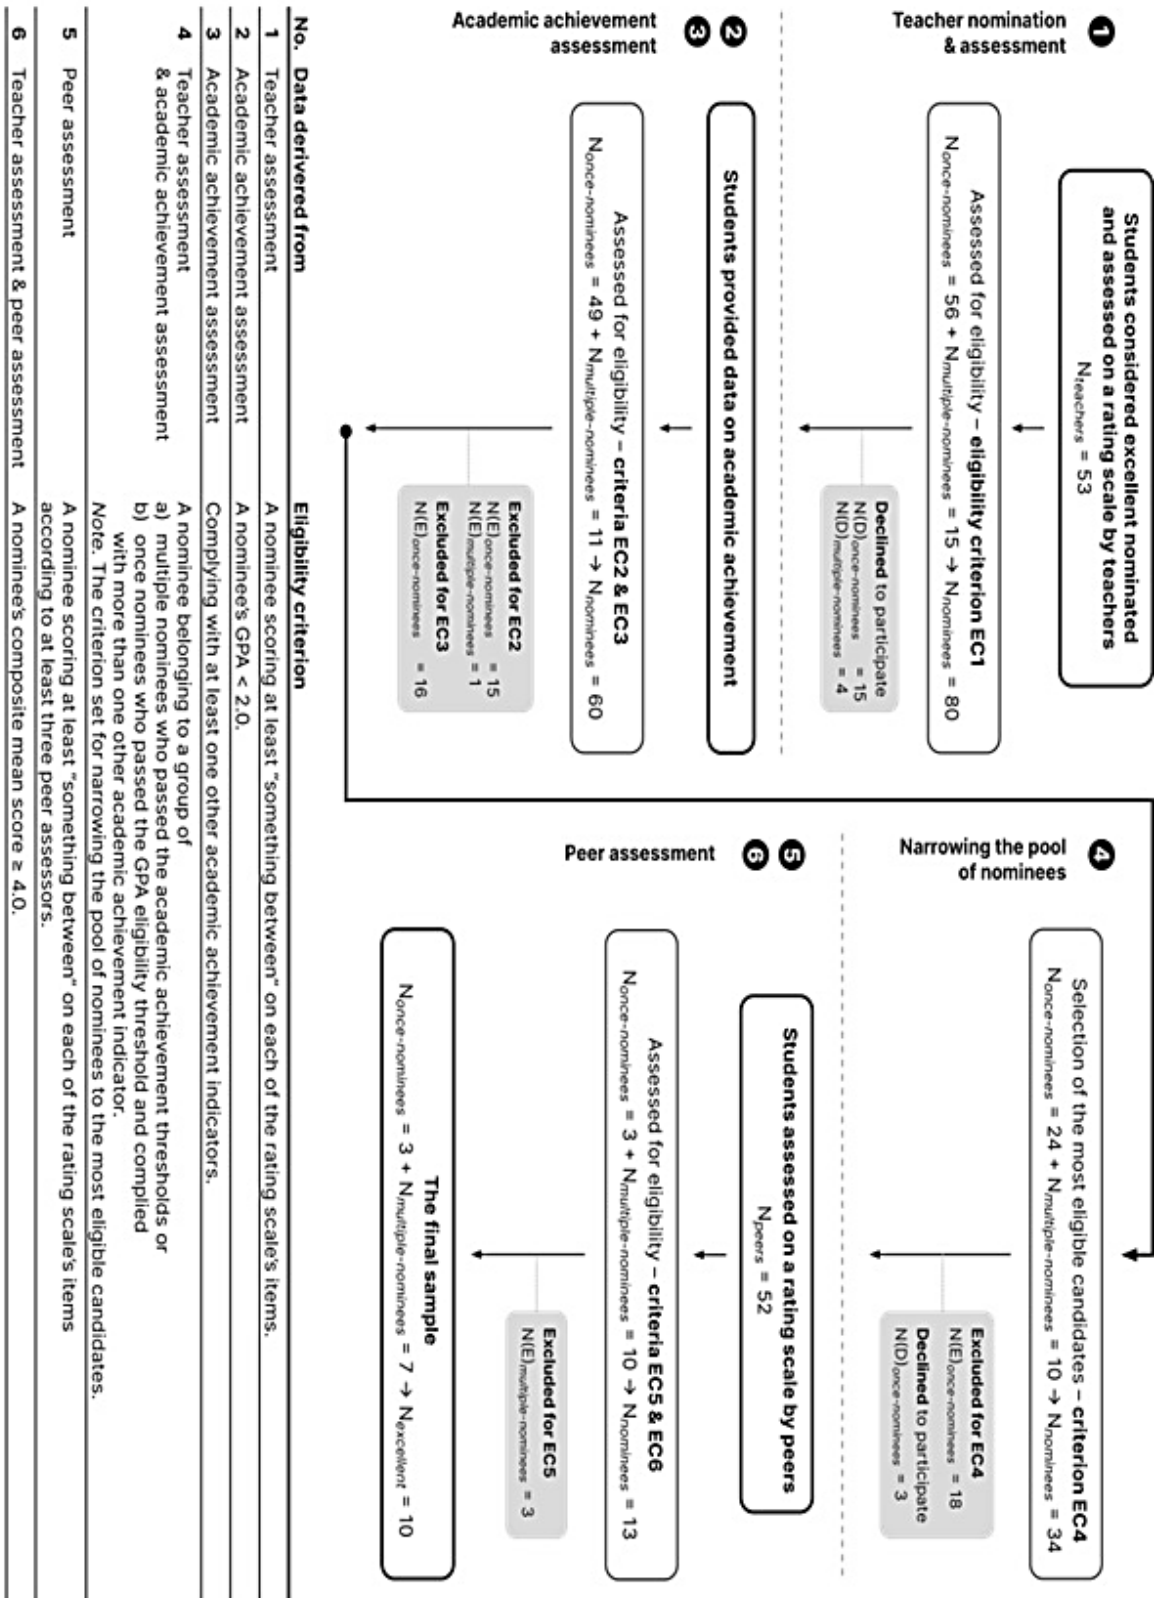 1
Teacher nomination
& assessment
Students considered excellent nominated
and assessed on a rating scale by teachers
Nteachers = 53
Assessed for eligibility – eligibility criterion EC1
Nonce-nominees = 56 + Nmultiple-nominees = 15 → Nnominees = 80
Declined to participate
N(D)once-nominees = 15
N(D)multiple-nominees = 4
2
3
Academic achievement
assessment
Students provided data on academic achievement
Assessed for eligibility – criteria EC2 & EC3
Nonce-nominees = 49 + Nmultiple-nominees = 11 → Nnominees = 60
Excluded for EC2
N(E)once-nominees = 15
N(E)multiple-nominees = 1
Excluded for EC3
N(E)once-nominees = 16
4
Narrowing the pool
of nominees
Selection of the most eligible candidates – criterion EC4
Nonce-nominees = 24 + Nmultiple-nominees = 10 → Nnominees = 34
Excluded for EC4
N(E)once-nominees = 18
Declined to participate
N(D)once-nominees = 3
5
6
Peer assessment
Students assessed on a rating scale by peers
Npeers = 52
Assessed for eligibility – criteria EC5 & EC6
Nonce-nominees = 3 + Nmultiple-nominees = 10 → Nnominees = 13
Excluded for EC5
N(E)multiple-nominees = 3
The final sample
Nonce-nominees = 3 + Nmultiple-nominees = 7 → Nexcellent = 10
No. Data derived from Eligibility criterion
1 Teacher assessment A nominee scoring at least "something between" on each of the rating scale's items.
2 Academic achievement assessment A nominee's GPA < 2.0.
3 Academic achievement assessment Complying with at least one other academic achievement indicators.
4 Teacher assessment
& academic achievement assessment
A nominee belonging to a group of
a) multiple nominees who passed the academic achievement thresholds or
b) once nominees who passed the GPA eligibility threshold and complied
with more than one other academic achievement indicator.
Note. The criterion set for narrowing the pool of nominees to the most eligible candidates.
5 Peer assessment A nominee scoring at least "something between" on each of the rating scale's items
according to at least three peer assessors.
6 Teacher assessment & peer assessment A nominee's composite mean score ≥ 4.0.